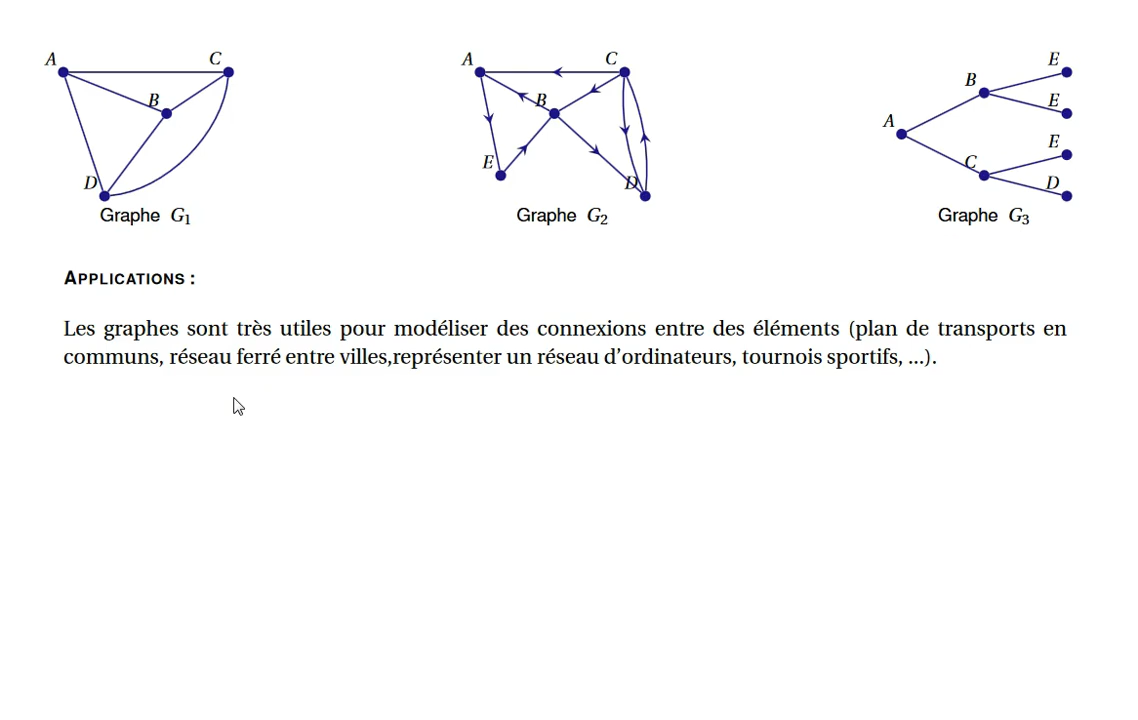 A C
B
D
Graphe G1
A C
B
E
D
Graphe G2
E
B
E
A
E
C
D
Graphe G3
APPLICATIONS :
Les graphes sont très utiles pour modéliser des connexions entre des éléments (plan de transports en
communs, réseau ferré entre villes,représenter un réseau d'ordinateurs, tournois sportifs, ...).